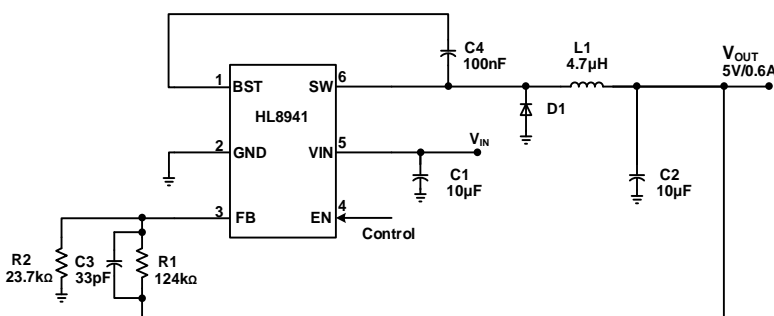 C4
100nF
L1
4.7µH
VOUT
5V/0.6A
1
BST
SW
6
HL8941
D1
2
GND
VIN
5
VIN
C1
10µF
C2
10µF
3
FB
EN
4
Control
R2
23.7kΩ
C3
33pF
R1
124kΩ